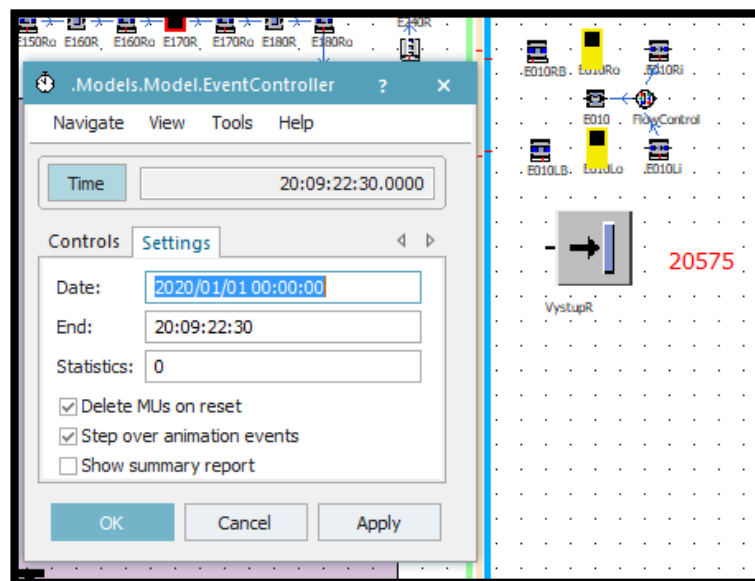 E150Ro E160R E160Ro E170R E170Ro E180R E180Ro
E240R
.Models.Model.EventController ? ×
Navigate View Tools Help
Time 20:09:22:30.0000
Controls Settings
Date: 2020/01/01 00:00:00
End: 20:09:22:30
Statistics: 0
Delete MUs on reset
Step over animation events
Show summary report
OK Cancel Apply
E010RB E010Ro E010Ri
E010 FlowControl
E010LB E010Lo E010Li
20575
VystupR